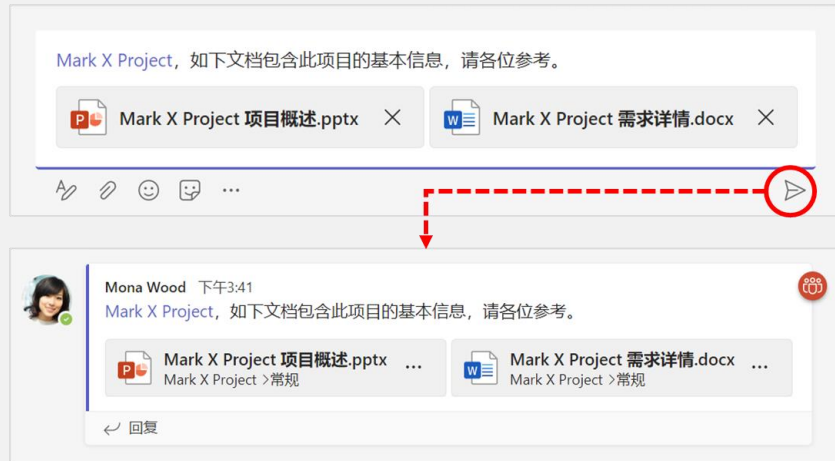 Mark X Project，如下文档包含此项目的基本信息，请各位参考。
Mark X Project 项目概述.pptx
Mark X Project 需求详情.docx
Mona Wood 下午3:41
Mark X Project，如下文档包含此项目的基本信息，请各位参考。
Mark X Project 项目概述.pptx
Mark X Project >常规
Mark X Project 需求详情.docx
Mark X Project >常规
回复